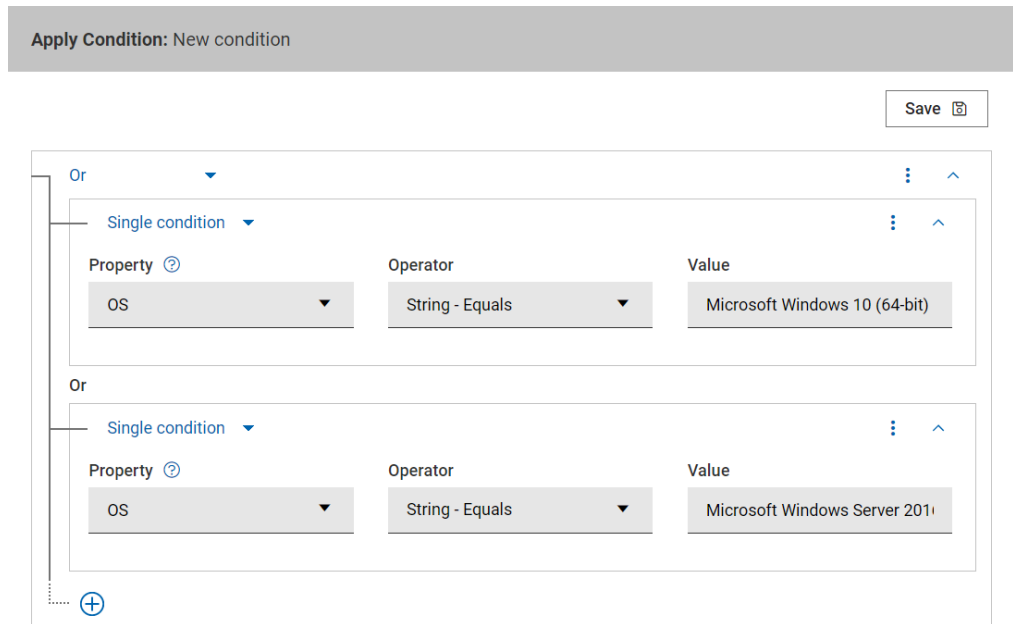 Apply Condition: New condition
Save
Or
Single condition
Property ? Operator Value
OS String - Equals Microsoft Windows 10 (64-bit)
Or
Single condition
Property ? Operator Value
OS String - Equals Microsoft Windows Server